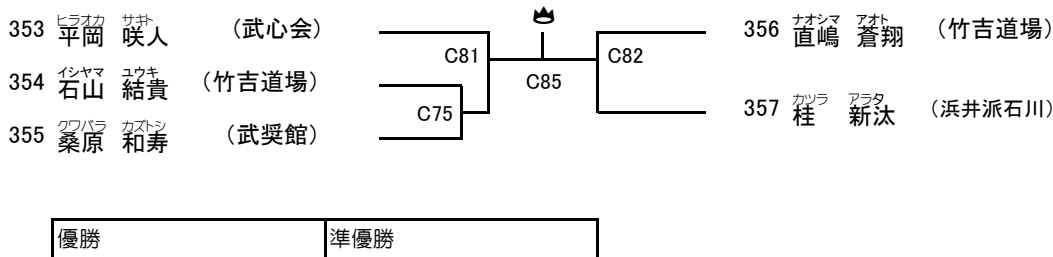 353 平岡 咲人 (武心会)
ヒラオカ サキト
354 石山 結貴 (竹吉道場)
イシヤマ ユウキ
355 桑原 和寿 (武奨館)
クワバラ カズトシ
C81
C75
C85
C82
356 直嶋 蒼翔 (竹吉道場)
ナオシマ アオト
357 桂 新汰 (浜井派石川)
カツラ アラタ
優勝 準優勝